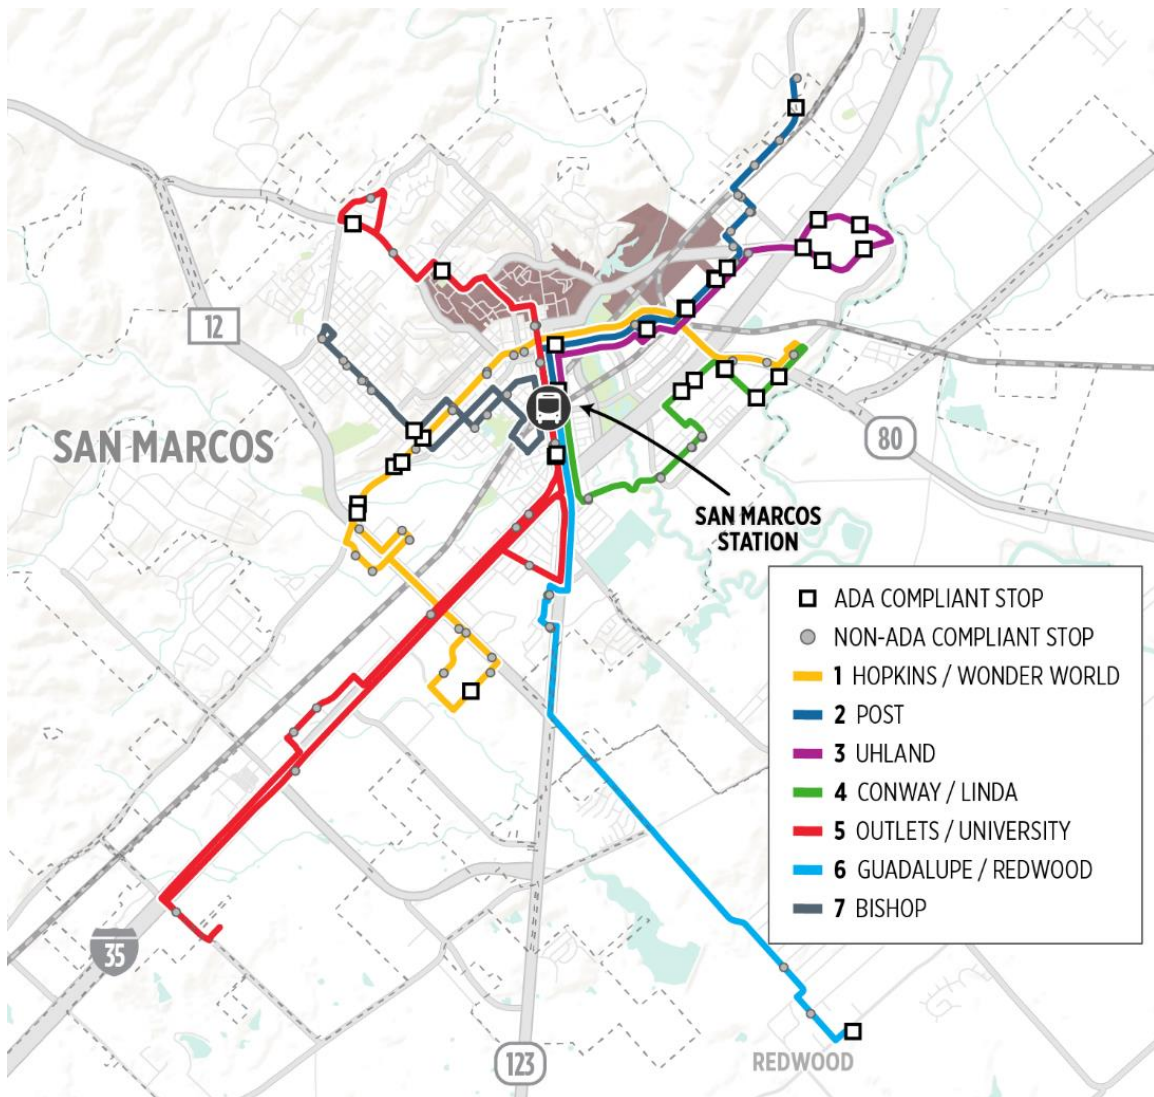 12
SAN MARCOS
80
SAN MARCOS
STATION
ADA COMPLIANT STOP
NON-ADA COMPLIANT STOP
1 HOPKINS / WONDER WORLD
2 POST
3 UHLAND
4 CONWAY / LINDA
5 OUTLETS / UNIVERSITY
6 GUADALUPE / REDWOOD
7 BISHOP
35
123
REDWOOD